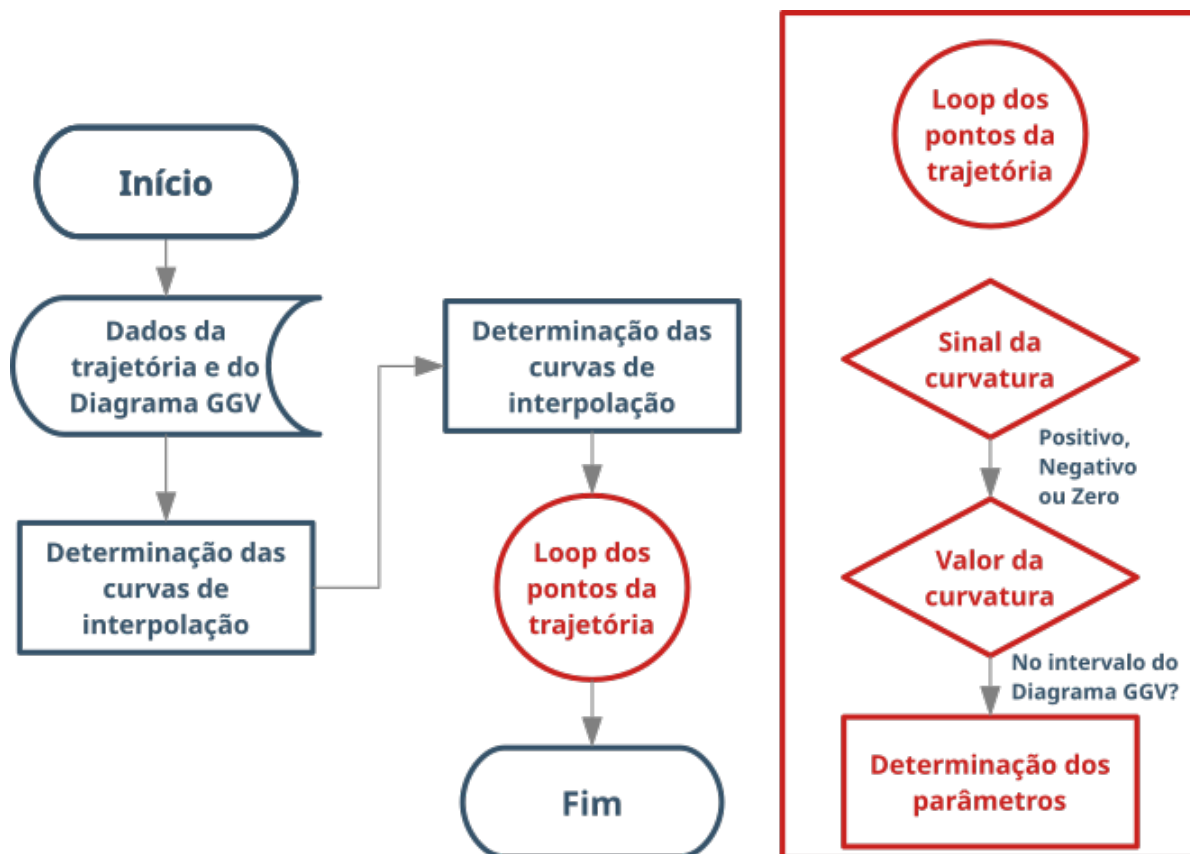 Início
Dados da
trajetória e do
Diagrama GGV
Determinação das
curvas de
interpolação
Determinação das
curvas de
interpolação
Loop dos
pontos da
trajetória
Fim
Loop dos
pontos da
trajetória
Sinal da
curvatura
Positivo,
Negativo
ou Zero
Valor da
curvatura
No intervalo do
Diagrama GGV?
Determinação dos
parâmetros